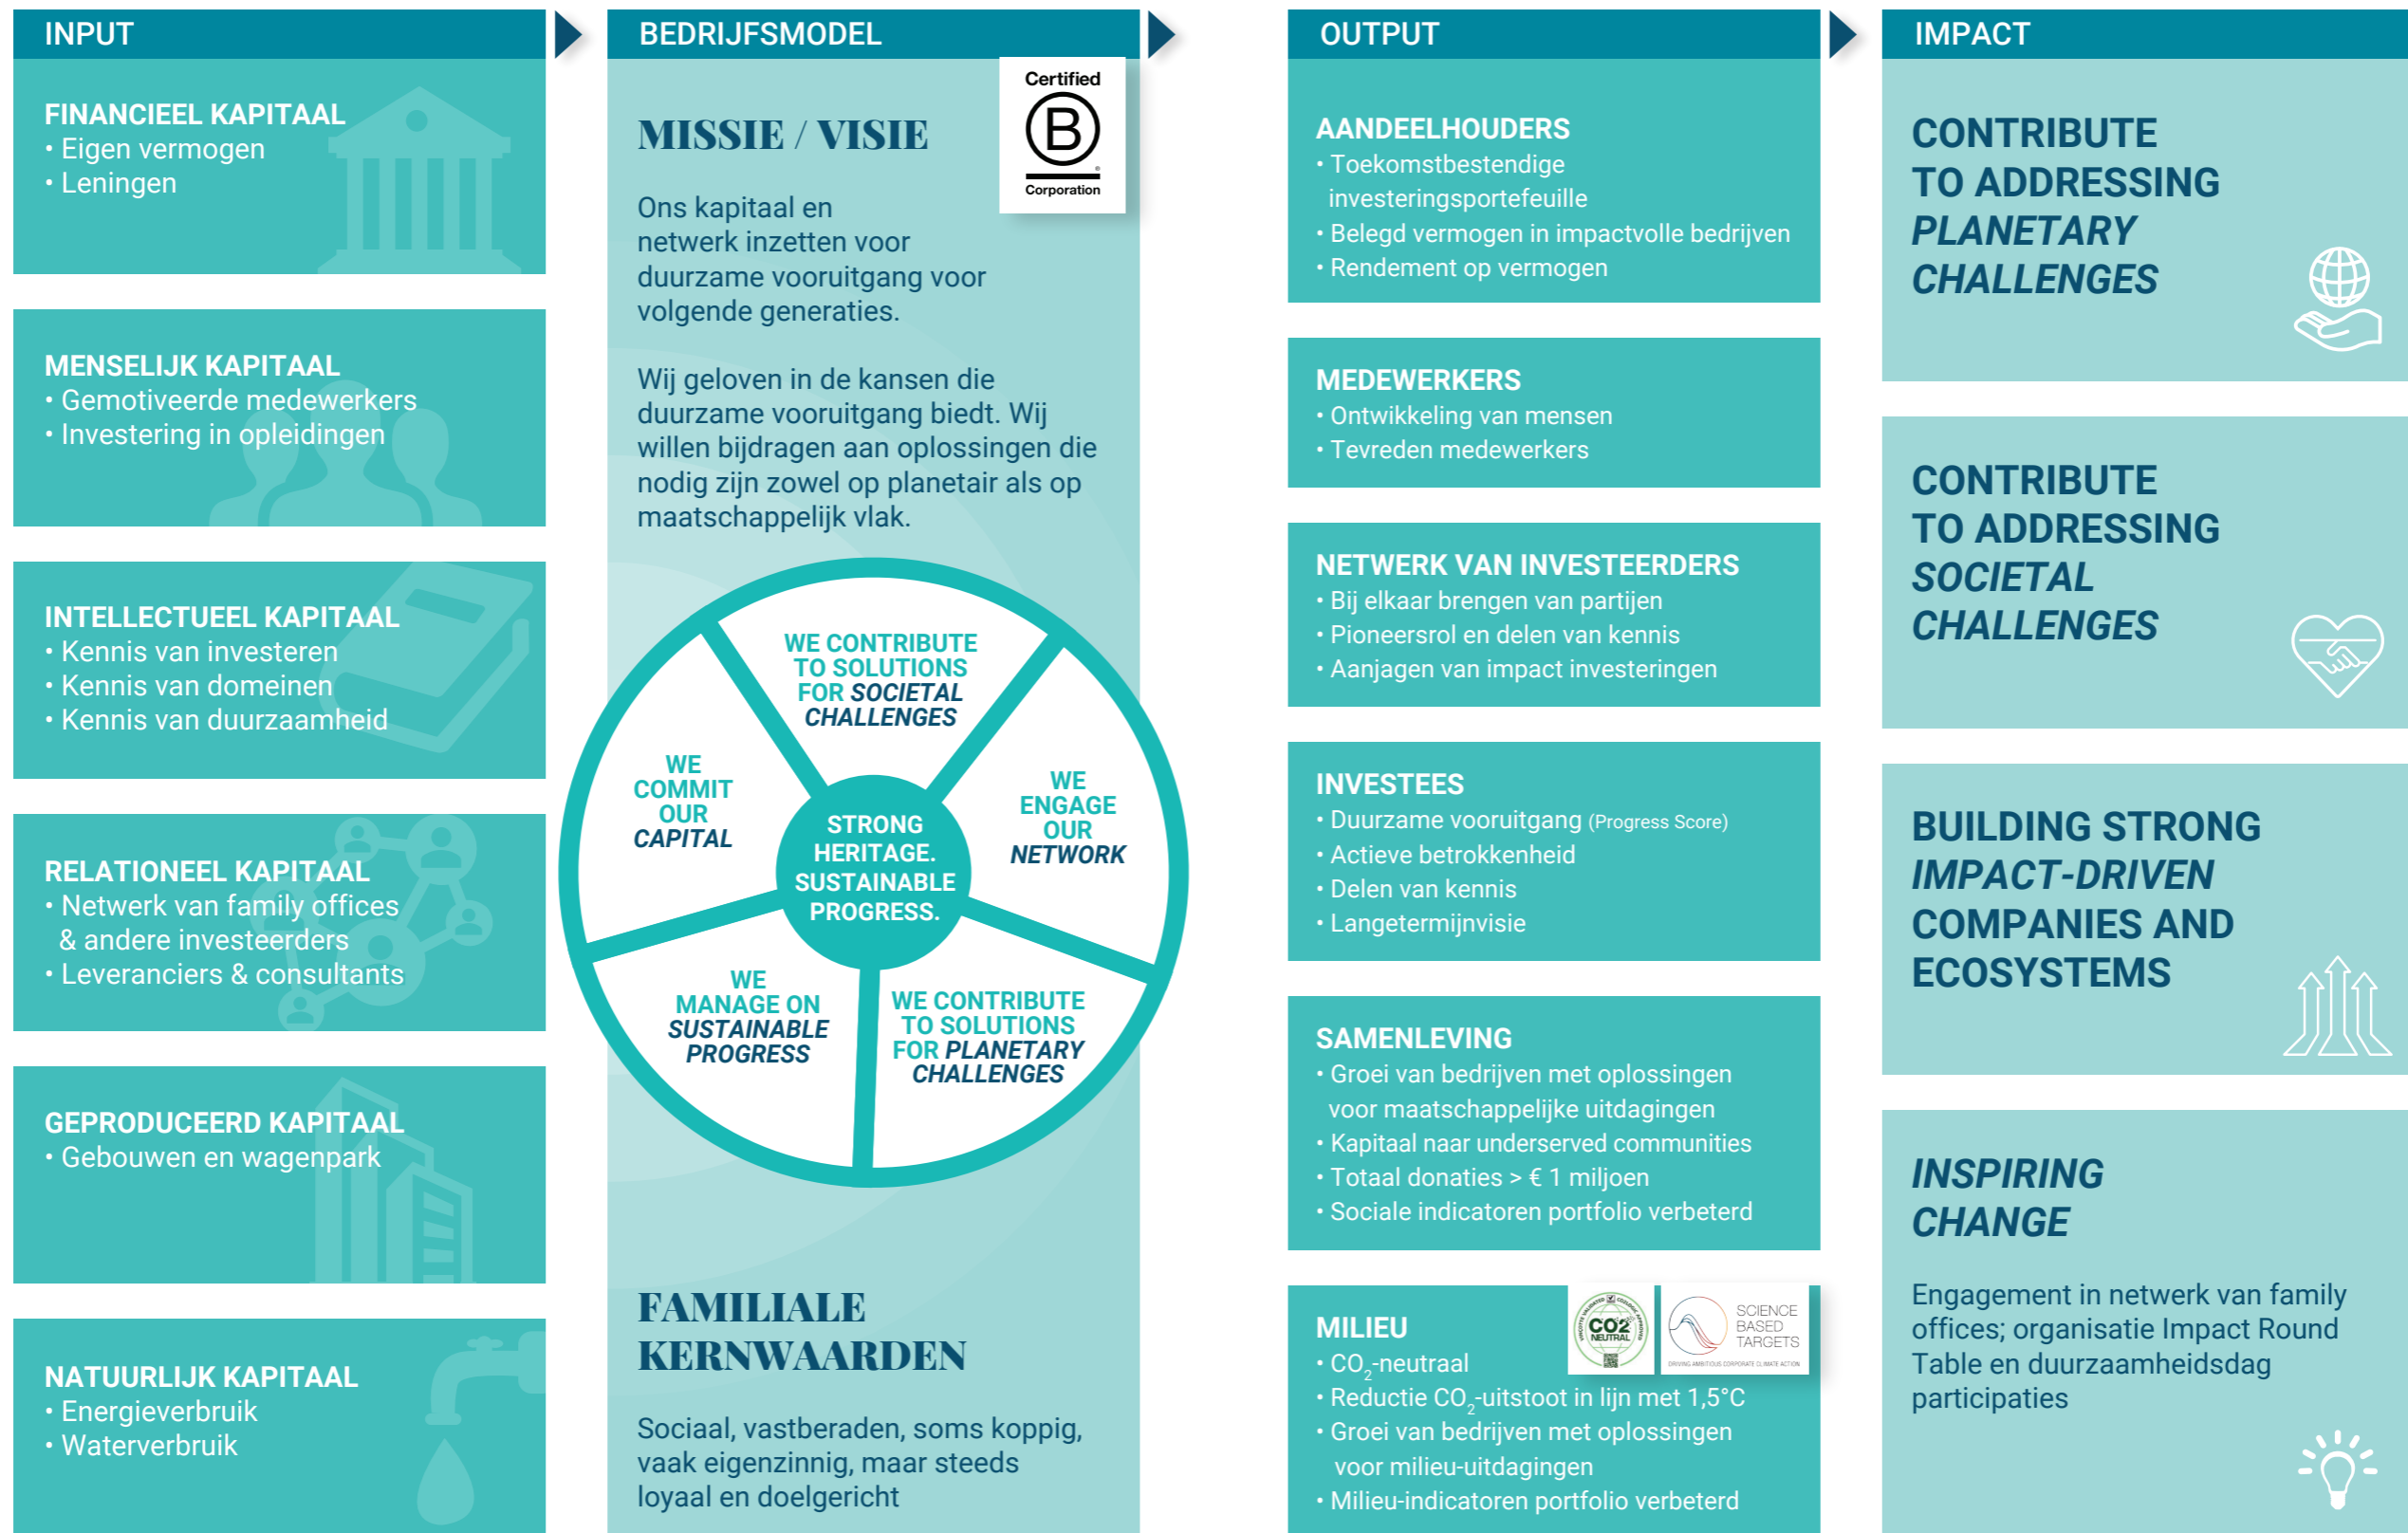 INPUT
FINANCIEEL KAPITAAL
• Eigen vermogen
• Leningen
MENSELIJK KAPITAAL
• Gemotiveerde medewerkers
• Investering in opleidingen
INTELLECTUEEL KAPITAAL
• Kennis van investeren
• Kennis van domeinen
• Kennis van duurzaamheid
RELATIONEEL KAPITAAL
• Netwerk van family offices
& andere investeerders
• Leveranciers & consultants
GEPRODUCEERD KAPITAAL
• Gebouwen en wagenpark
NATUURLIJK KAPITAAL
• Energieverbruik
• Waterverbruik
BEDRIJFSMODEL
Certified
B
®
Corporation
MISSIE / VISIE
Ons kapitaal en
netwerk inzetten voor
duurzame vooruitgang voor
volgende generaties.
Wij geloven in de kansen die
duurzame vooruitgang biedt. Wij
willen bijdragen aan oplossingen die
nodig zijn zowel op planetair als op
maatschappelijk vlak.
WE CONTRIBUTE
TO SOLUTIONS
FOR SOCIETAL
CHALLENGES
WE
COMMIT
OUR
CAPITAL
WE
ENGAGE
OUR
NETWORK
STRONG
HERITAGE.
SUSTAINABLE
PROGRESS.
WE
MANAGE ON
SUSTAINABLE
PROGRESS
WE CONTRIBUTE
TO SOLUTIONS
FOR PLANETARY
CHALLENGES
FAMILIALE
KERNWAARDEN
Sociaal, vastberaden, soms koppig,
vaak eigenzinnig, maar steeds
loyaal en doelgericht
OUTPUT
AANDEELHOUDERS
• Toekomstbestendige
investeringsportefeuille
• Belegd vermogen in impactvolle bedrijven
• Rendement op vermogen
MEDEWERKERS
• Ontwikkeling van mensen
• Tevreden medewerkers
NETWERK VAN INVESTEERDERS
• Bij elkaar brengen van partijen
• Pioneersrol en delen van kennis
• Aanjagen van impact investeringen
INVESTEES
• Duurzame vooruitgang (Progress Score)
• Actieve betrokkenheid
• Delen van kennis
• Langetermijnvisie
SAMENLEVING
• Groei van bedrijven met oplossingen
voor maatschappelijke uitdagingen
• Kapitaal naar underserved communities
• Totaal donaties > € 1 miljoen
• Sociale indicatoren portfolio verbeterd
MILIEU
• CO₂-neutraal
• Reductie CO₂-uitstoot in lijn met 1,5°C
• Groei van bedrijven met oplossingen
voor milieu-uitdagingen
• Milieu-indicatoren portfolio verbeterd
CO2
NEUTRAL
SCIENCE
BASED
TARGETS
DRIVING AMBITIOUS CORPORATE CLIMATE ACTION
IMPACT
CONTRIBUTE
TO ADDRESSING
PLANETARY
CHALLENGES
CONTRIBUTE
TO ADDRESSING
SOCIETAL
CHALLENGES
BUILDING STRONG
IMPACT-DRIVEN
COMPANIES AND
ECOSYSTEMS
INSPIRING
CHANGE
Engagement in netwerk van family
offices; organisatie Impact Round
Table en duurzaamheidsdag
participaties